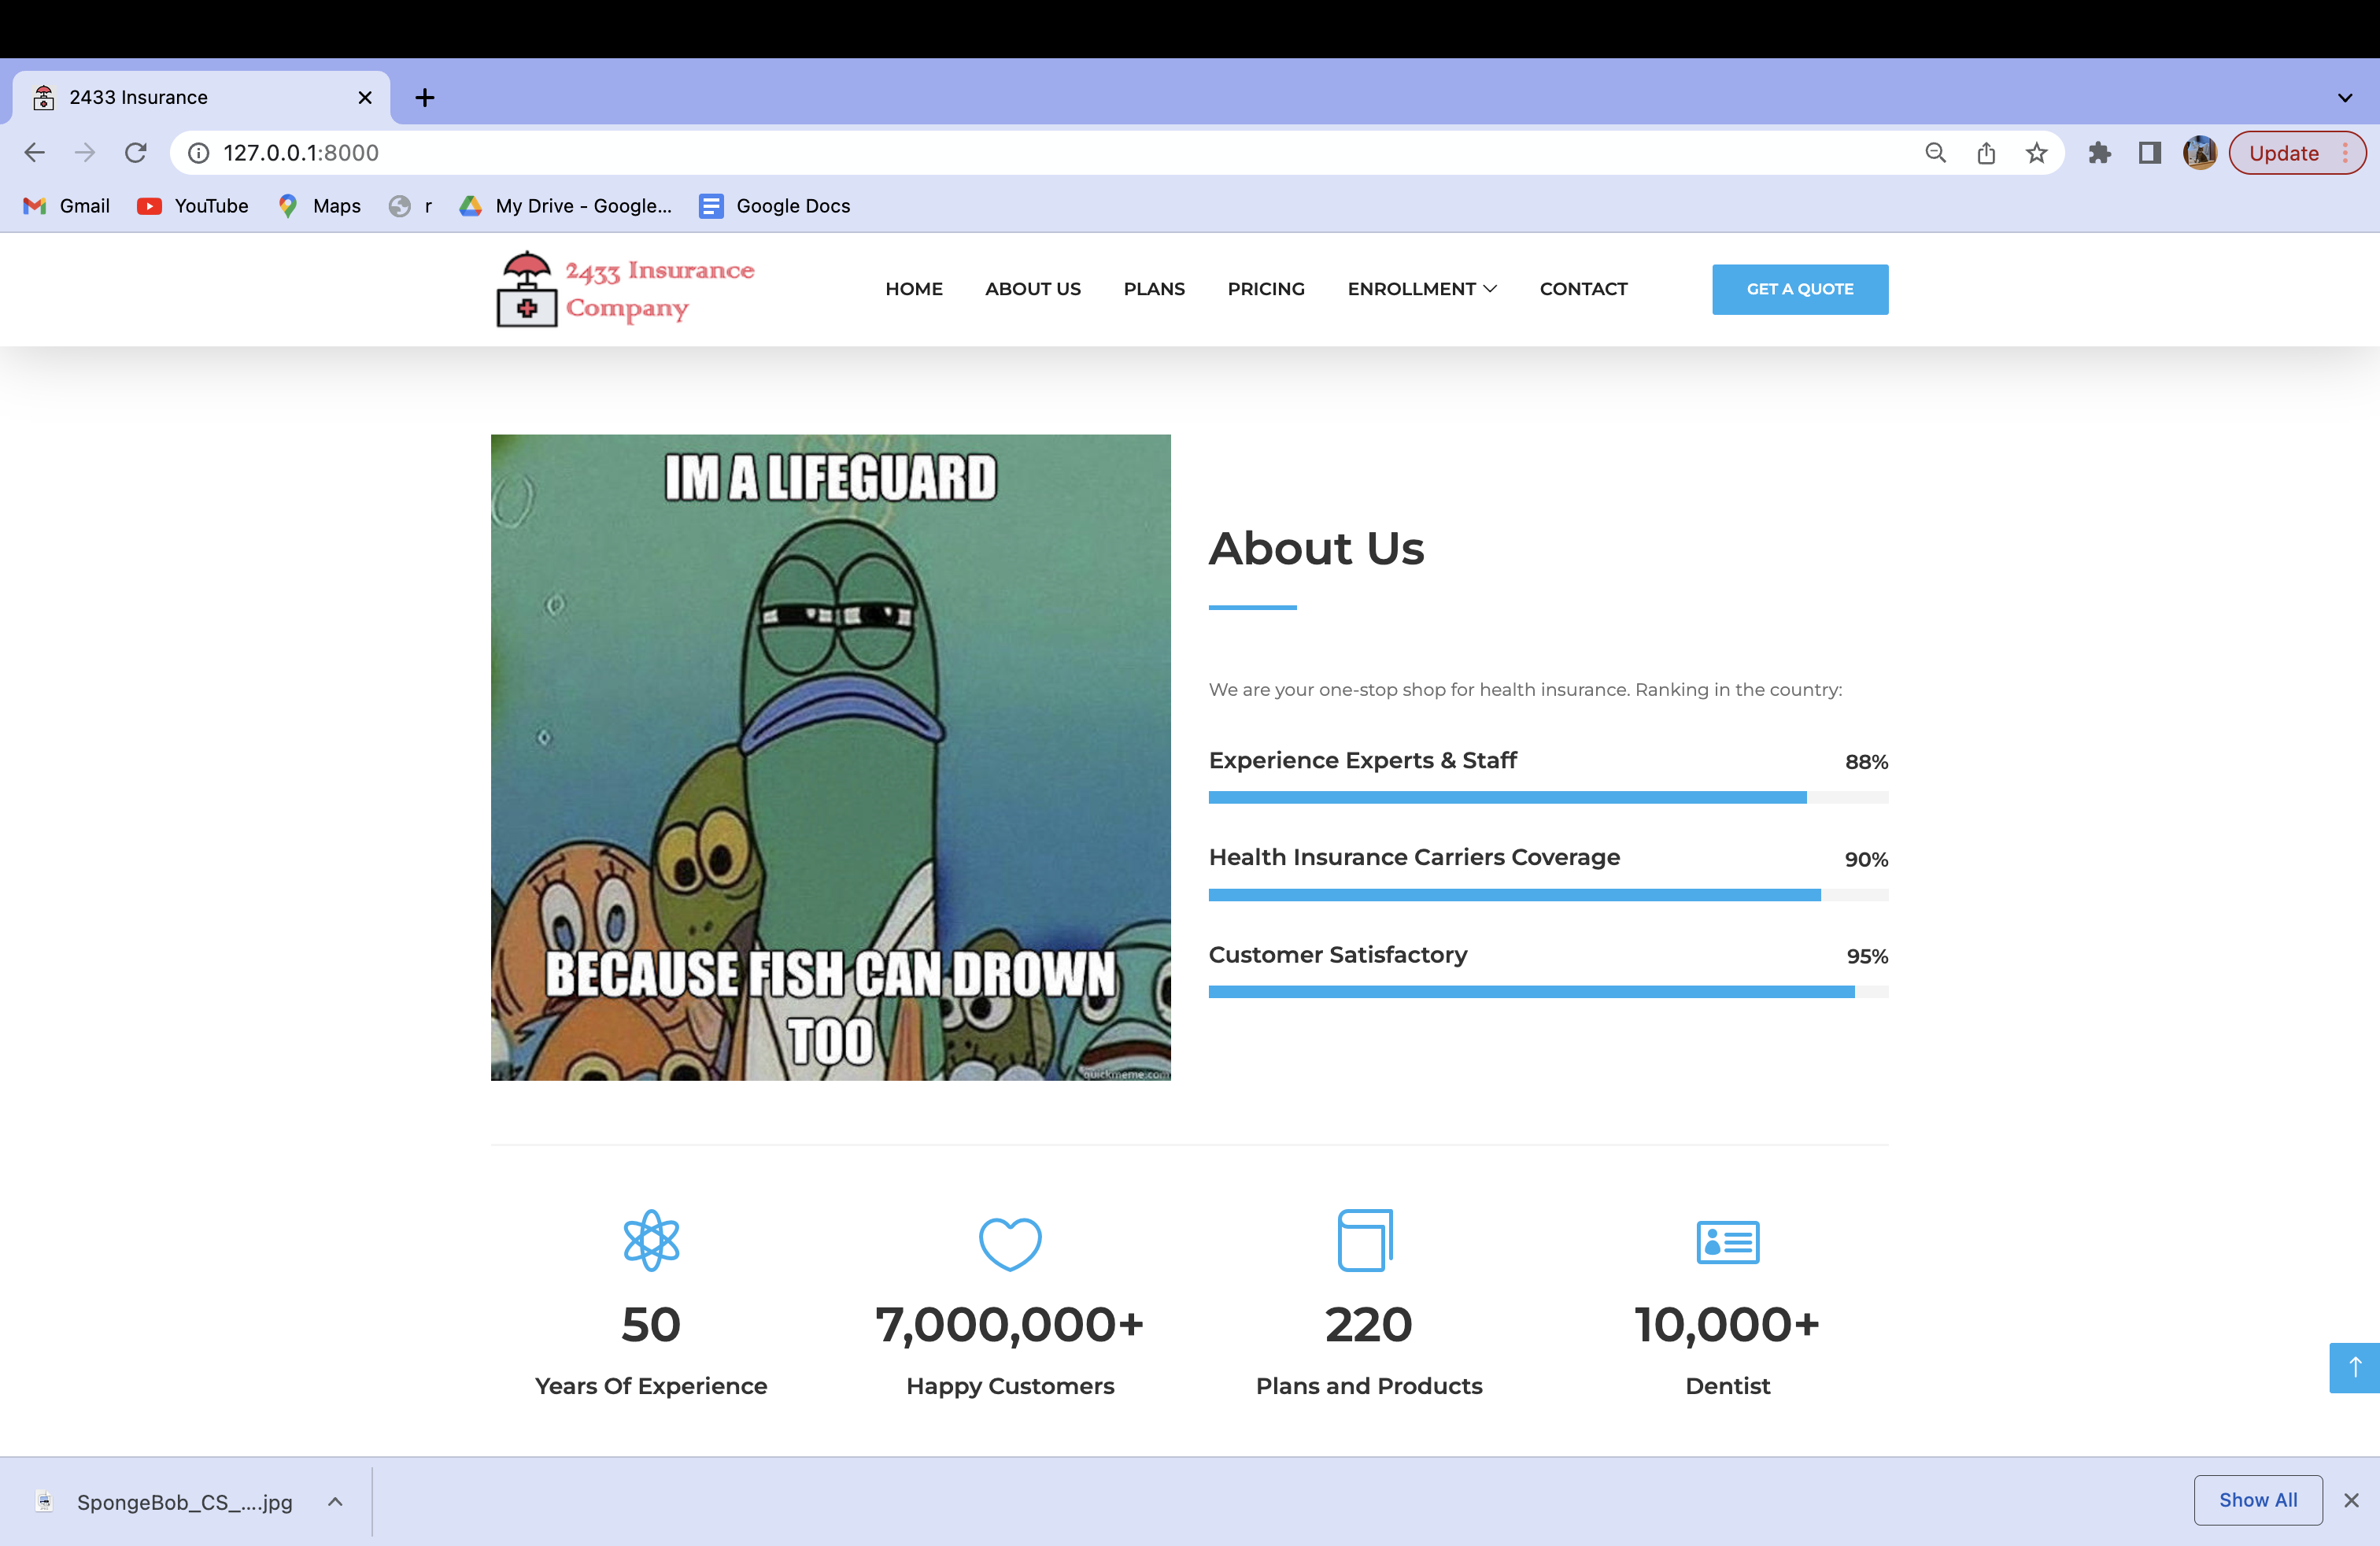 2433 Insurance
127.0.0.1:8000
Update
Gmail
YouTube
Maps
r
My Drive - Google...
Google Docs
2433 Insurance
Company
HOME
ABOUT US
PLANS
PRICING
ENROLLMENT
CONTACT
GET A QUOTE
IM A LIFEGUARD
BECAUSE FISH CAN DROWN
TOO
quickmeme.com
About Us
We are your one-stop shop for health insurance. Ranking in the country:
Experience Experts & Staff
88%
Health Insurance Carriers Coverage
90%
Customer Satisfactory
95%
50
Years Of Experience
7,000,000+
Happy Customers
220
Plans and Products
10,000+
Dentist
SpongeBob_CS_....jpg
Show All